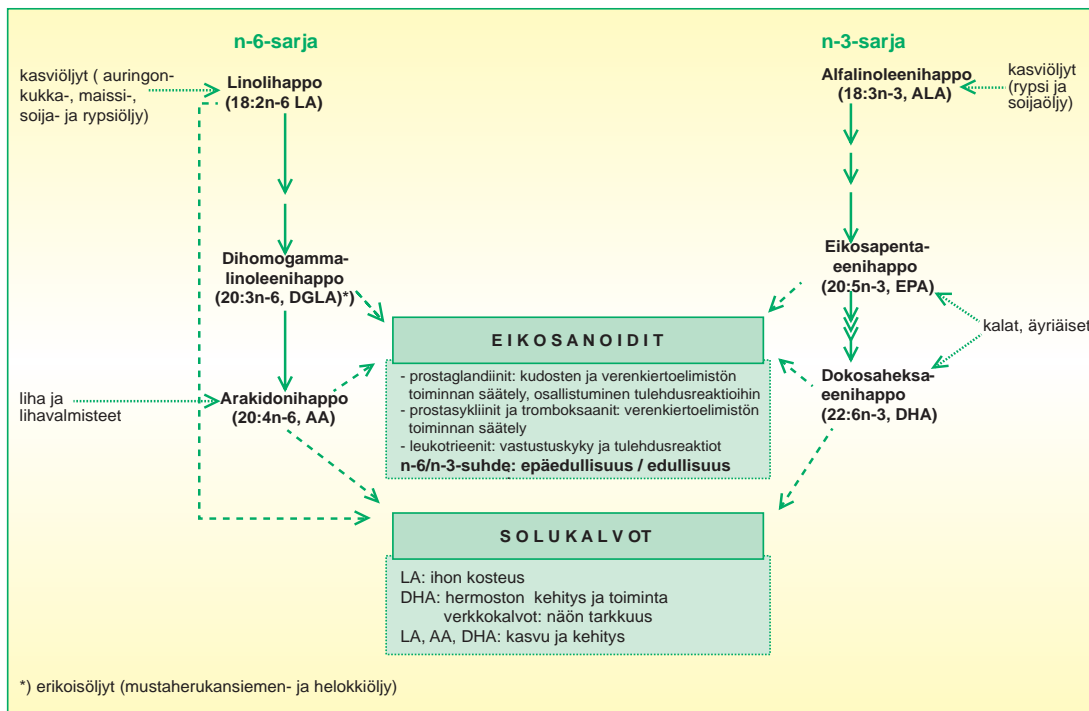 n-6-sarja
n-3-sarja
kasviöljyt ( auringon-
kukka-, maissi-,
soija- ja rypsiöljy)
Linolihappo
(18:2n-6 LA)
Alfalinoleenihappo
(18:3n-3, ALA)
kasviöljyt
(rypsi ja
soijaöljy)
Dihomogamma-
linoleenihappo
(20:3n-6, DGLA)*)
Eikosapenta-
eenihappo
(20:5n-3, EPA)
kalat, äyriäiset
liha ja
lihavalmisteet
Arakidonihappo
(20:4n-6, AA)
Dokosaheksa-
eenihappo
(22:6n-3, DHA)
EIKOSANOIDIT
- prostaglandiinit: kudosten ja verenkiertoelimistön
toiminnan säätely, osallistuminen tulehdusreaktioihin
- prostasykliinit ja tromboksaanit: verenkiertoelimistön
toiminnan säätely
- leukotrieenit: vastustuskyky ja tulehdusreaktiot
n-6/n-3-suhde: epäedullisuus / edullisuus
SOLUKALVOT
LA: ihon kosteus
DHA: hermoston kehitys ja toiminta
verkkokalvot: näön tarkkuus
LA, AA, DHA: kasvu ja kehitys
*) erikoisöljyt (mustaherukansiemen- ja helokkiöljy)